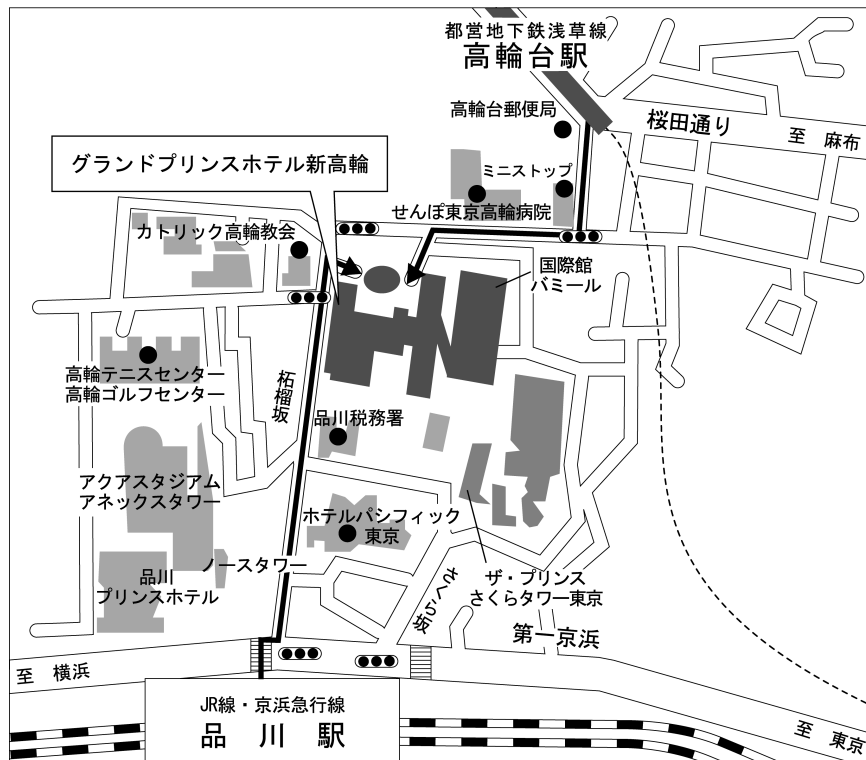 都営地下鉄浅草線
高輪台駅
高輪台郵便局
桜田通り
至 麻布
グランドプリンスホテル新高輪
ミニストップ
せんぽ東京高輪病院
カトリック高輪教会
国際館
パミール
高輪テニスセンター
高輪ゴルフセンター
柘榴坂
品川税務署
アクアスタジアム
アネックスタワー
ホテルパシフィック
東京
ノースタワー
品川
プリンスホテル
さくら坂
ザ・プリンス
さくらタワー東京
第一京浜
至 横浜
JR線・京浜急行線
品川駅
至 東京